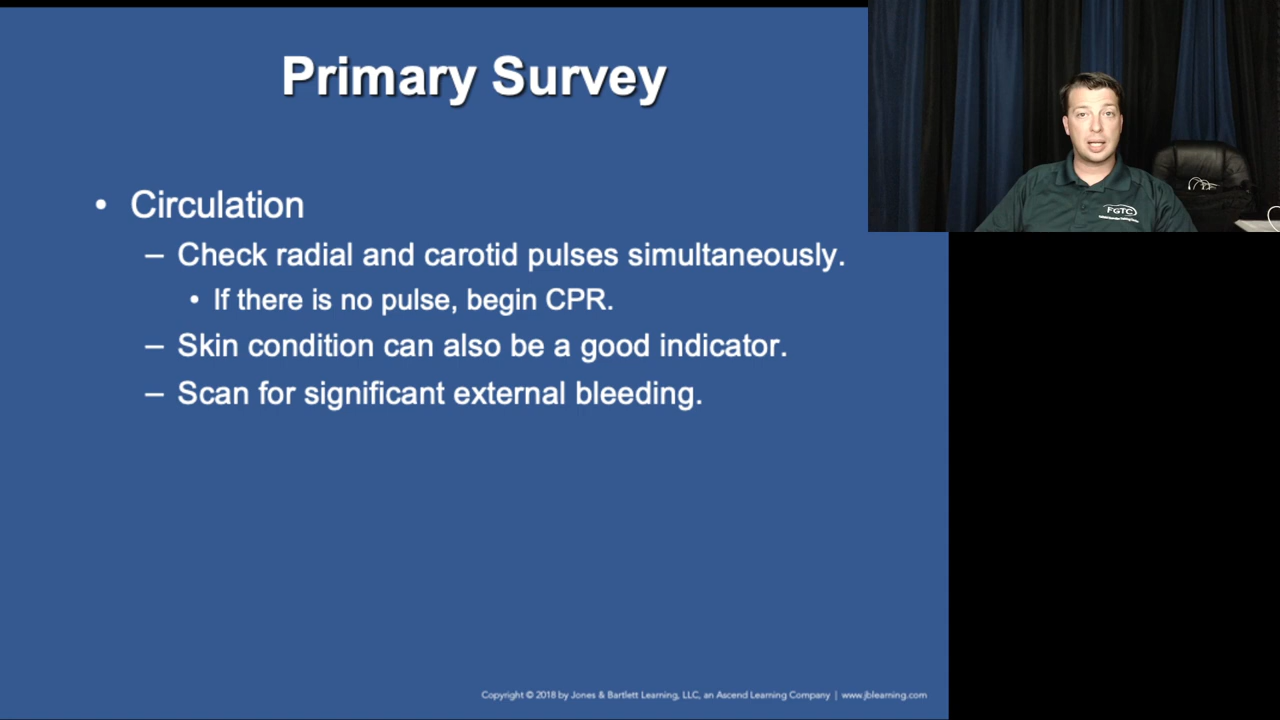 Primary Survey
• Circulation
– Check radial and carotid pulses simultaneously.
• If there is no pulse, begin CPR.
– Skin condition can also be a good indicator.
– Scan for significant external bleeding.
Copyright © 2018 by Jones & Bartlett Learning, LLC, an Ascend Learning Company | www.jblearning.com
FGTC